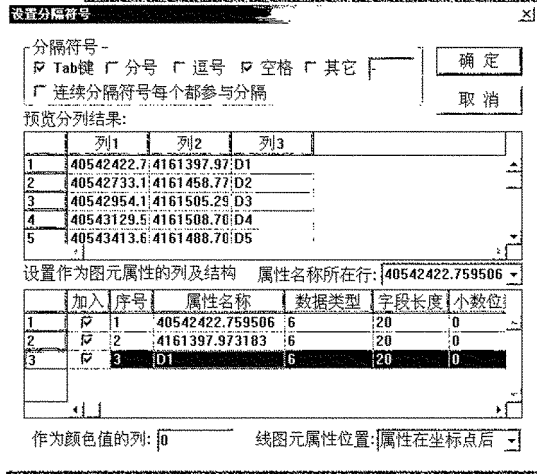 设置分隔符号
分隔符号
Tab键 分号 逗号 空格 其它
连续分隔符号每个都参与分隔
确 定
取 消
预览分列结果:
列1 列2 列3
1 40542422.7 4161397.97 D1
2 40542733.1 4161458.77 D2
3 40542954.1 4161505.29 D3
4 40543129.5 4161508.70 D4
5 40543413.6 4161488.70 D5
设置作为图元属性的列及结构 属性名称所在行: 40542422.759506
加入 序号 属性名称 数据类型 字段长度 小数位
1 1 40542422.759506 6 20 0
2 2 4161397.973183 6 20 0
3 3 D1 6 20 0
作为颜色值的列: 0 线图元属性位置: 属性在坐标点后